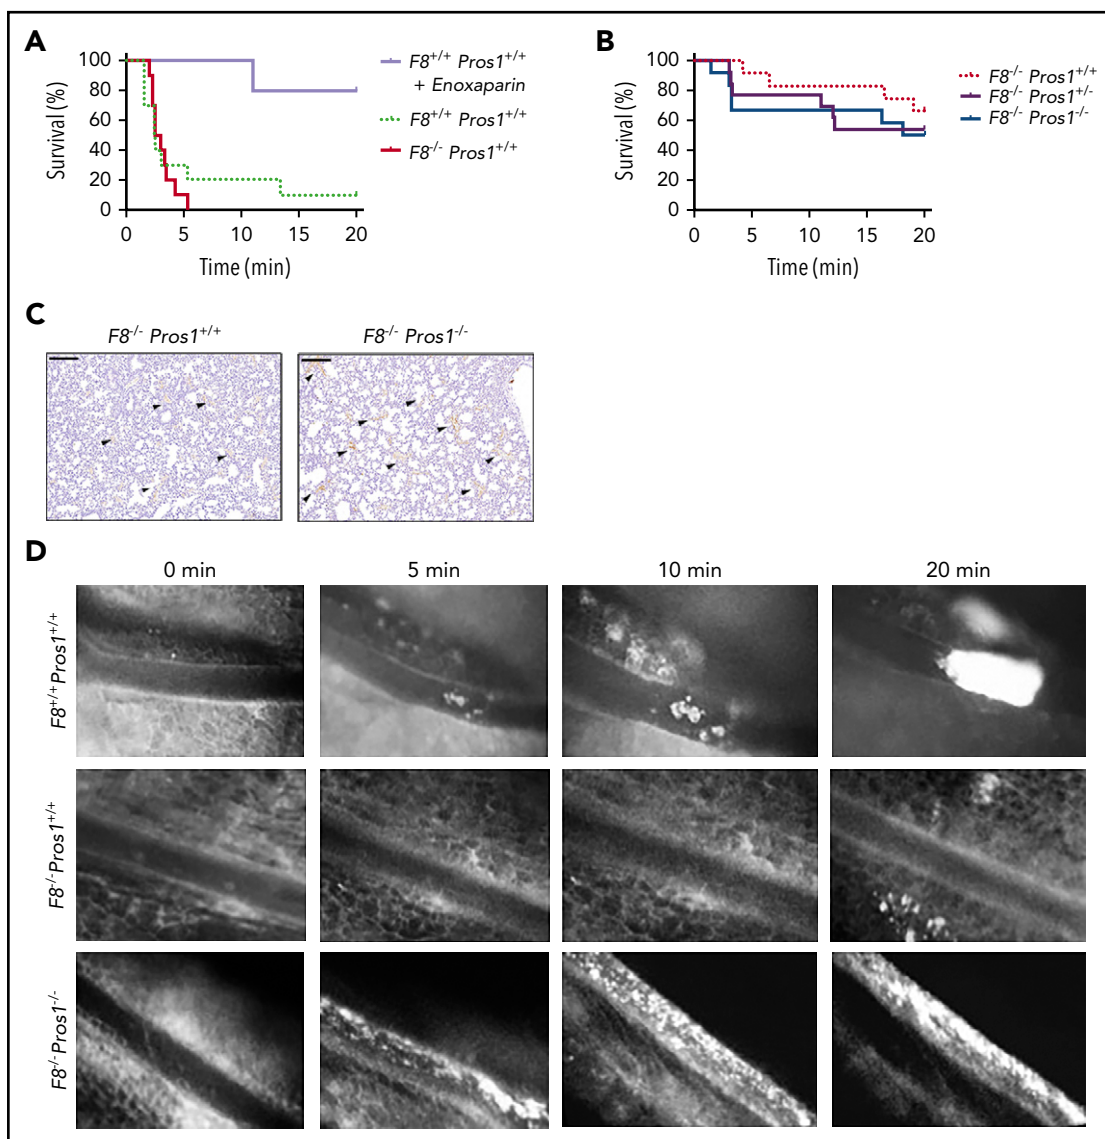 A
Survival (%)
100
80
60
40
20
0
0 5 10 15 20
Time (min)
F8+/+ Pros1+/+
+ Enoxaparin
F8+/+ Pros1+/+
F8-/- Pros1+/+
B
Survival (%)
100
80
60
40
20
0
0 5 10 15 20
Time (min)
F8-/- Pros1+/+
F8-/- Pros1+/-
F8-/- Pros1-/-
C
F8-/- Pros1+/+
F8-/- Pros1-/-
D
0 min 5 min 10 min 20 min
F8+/+Pros1+/+
F8-/-Pros1+/+
F8-/-Pros1-/-